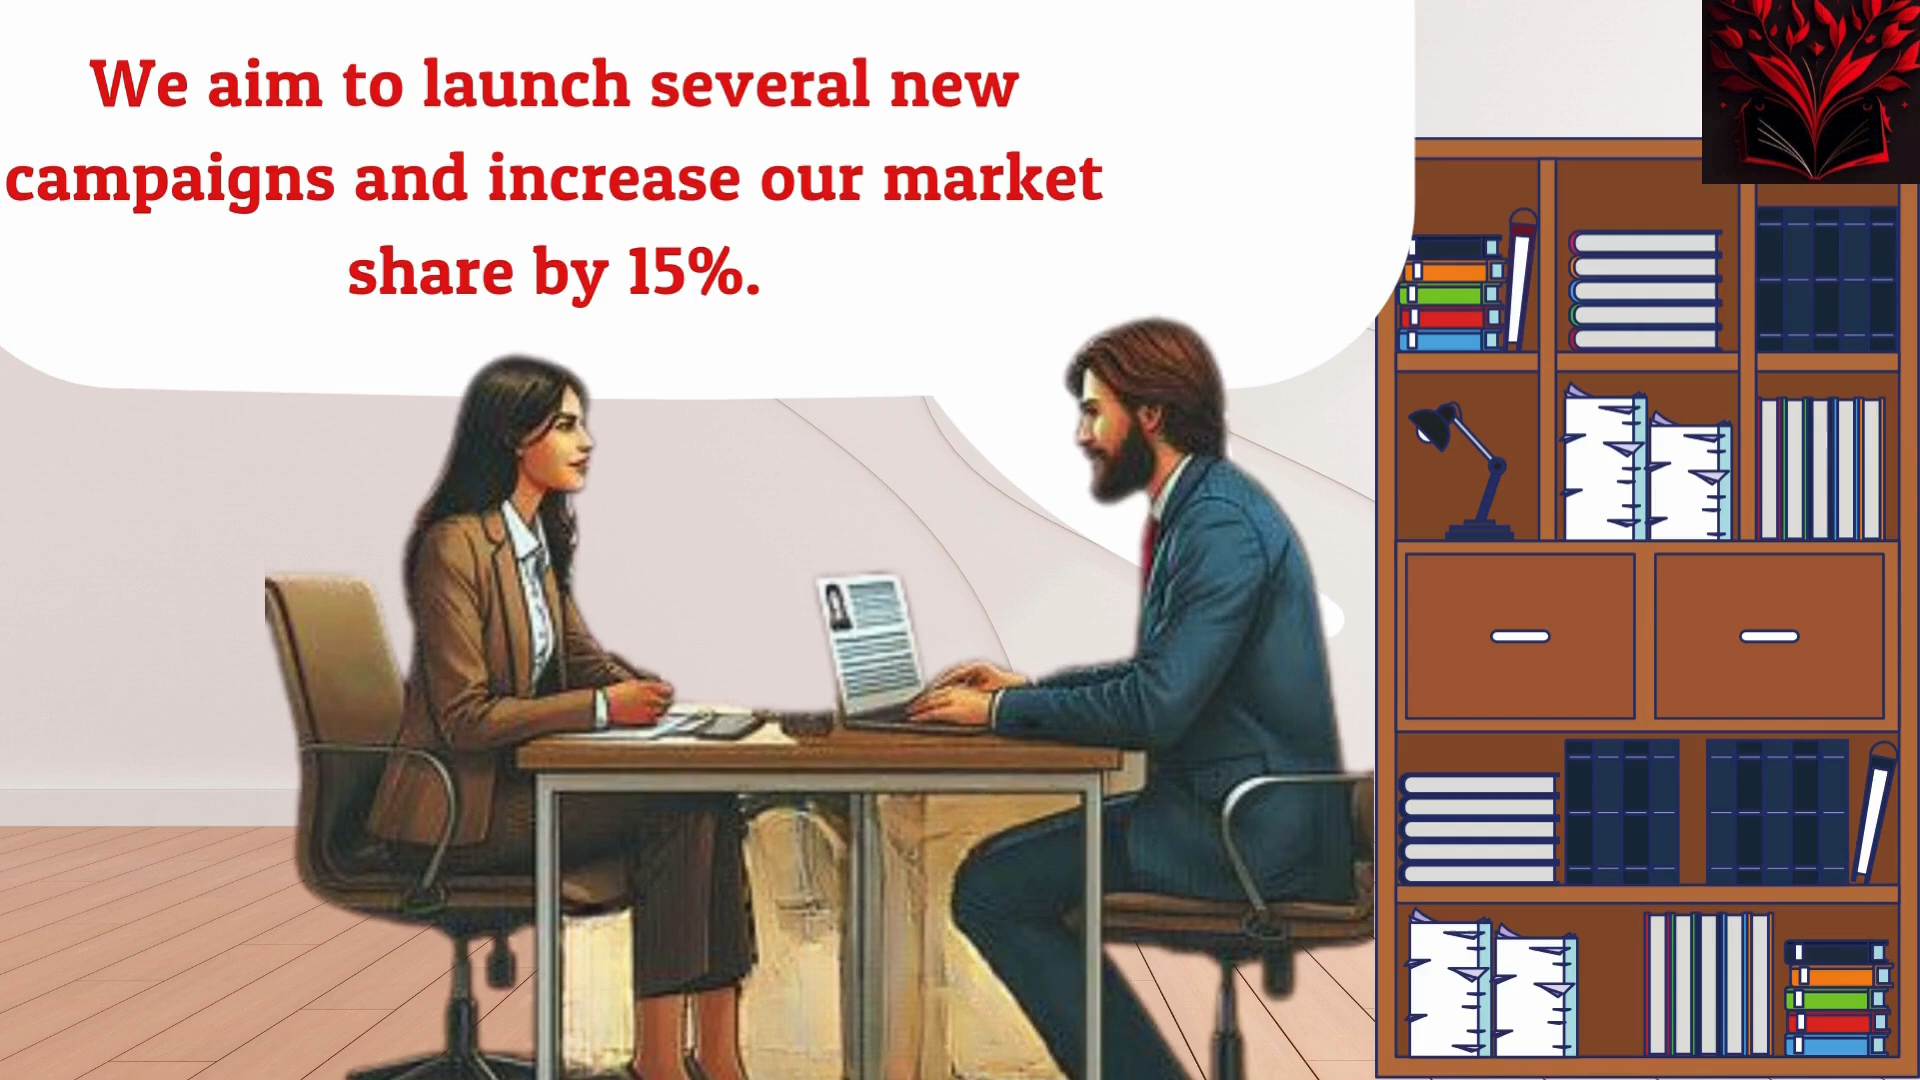 We aim to launch several new
campaigns and increase our market
share by 15%.